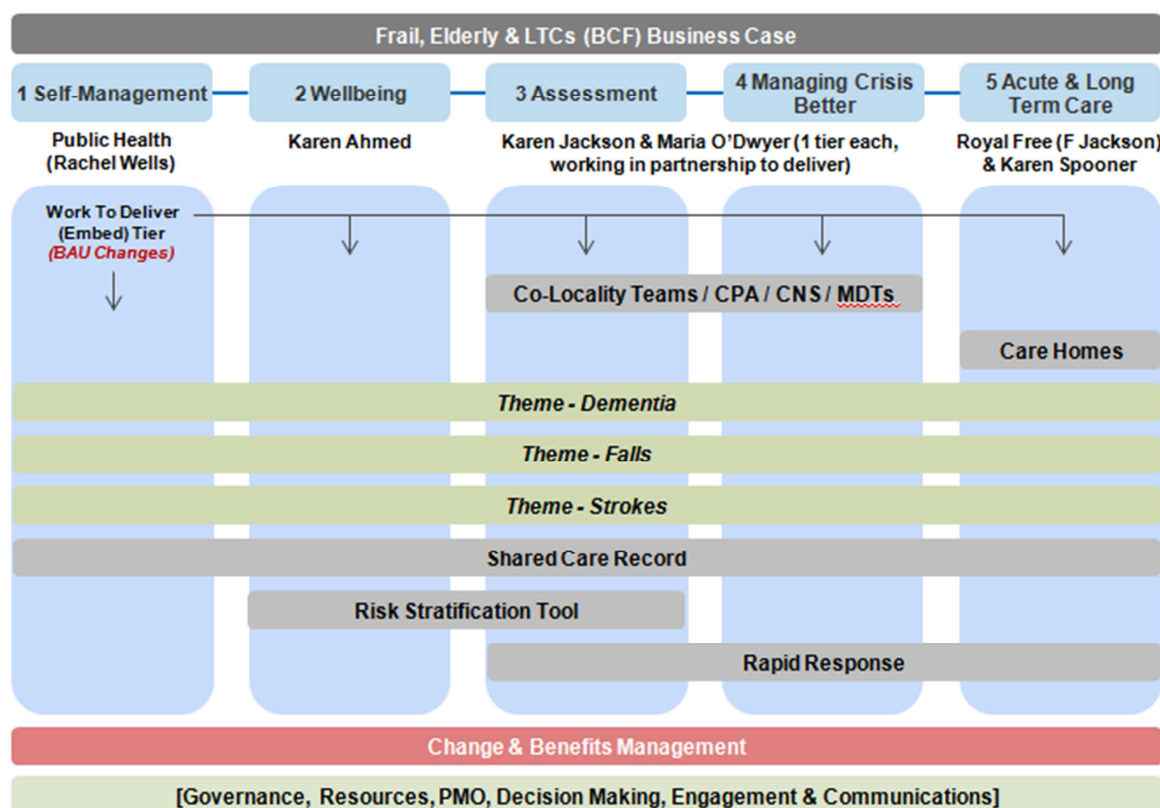 Frail, Elderly & LTCs (BCF) Business Case
1 Self-Management
2 Wellbeing
3 Assessment
4 Managing Crisis
Better
5 Acute & Long
Term Care
Public Health
(Rachel Wells)
Karen Ahmed
Karen Jackson & Maria O'Dwyer (1 tier each,
working in partnership to deliver)
Royal Free (F Jackson)
& Karen Spooner
Work To Deliver
(Embed) Tier
(BAU Changes)
Co-Locality Teams / CPA / CNS / MDTs
Care Homes
Theme - Dementia
Theme - Falls
Theme - Strokes
Shared Care Record
Risk Stratification Tool
Rapid Response
Change & Benefits Management
[Governance, Resources, PMO, Decision Making, Engagement & Communications]